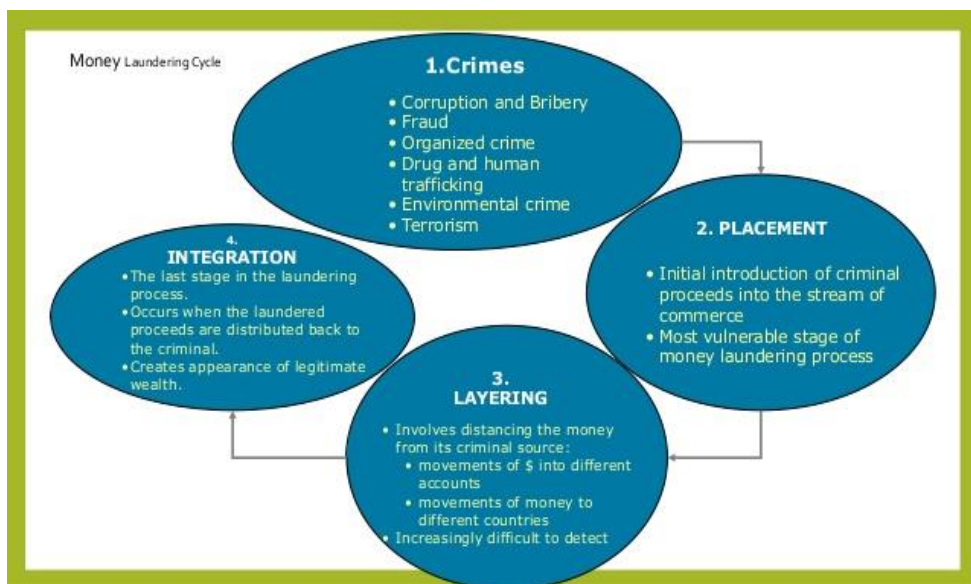 Money Laundering Cycle
1.Crimes
• Corruption and Bribery
• Fraud
• Organized crime
• Drug and human
trafficking
• Environmental crime
• Terrorism
2. PLACEMENT
• Initial introduction of criminal
proceeds into the stream of
commerce
• Most vulnerable stage of
money laundering process
3.
LAYERING
• Involves distancing the money
from its criminal source:
• movements of $ into different
accounts
• movements of money to
different countries
• Increasingly difficult to detect
4.
INTEGRATION
• The last stage in the laundering
process.
• Occurs when the laundered
proceeds are distributed back to
the criminal.
• Creates appearance of legitimate
wealth.